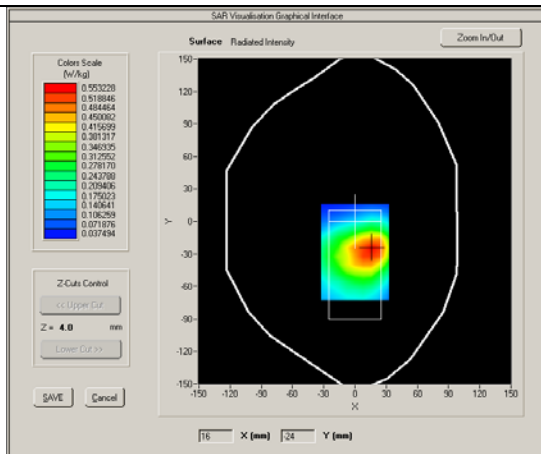 SAR Visualisation Graphical Interface
Surface Radiated Intensity
Zoom In/Out
Colors Scale
(W/kg)
0.553228
0.518846
0.484464
0.450082
0.415699
0.381317
0.346935
0.312552
0.278170
0.243788
0.209406
0.175023
0.140641
0.106259
0.071876
0.037494
Z-Cuts Control
<< Upper Cut
Z = 4.0 mm
Lower Cut >>
SAVE Cancel
150
120
90
60
30
0
-30
-60
-90
-120
-150
Y
-150 -120 -90 -60 -30 0 30 60 90 120 150
X
16 X (mm) -24 Y (mm)